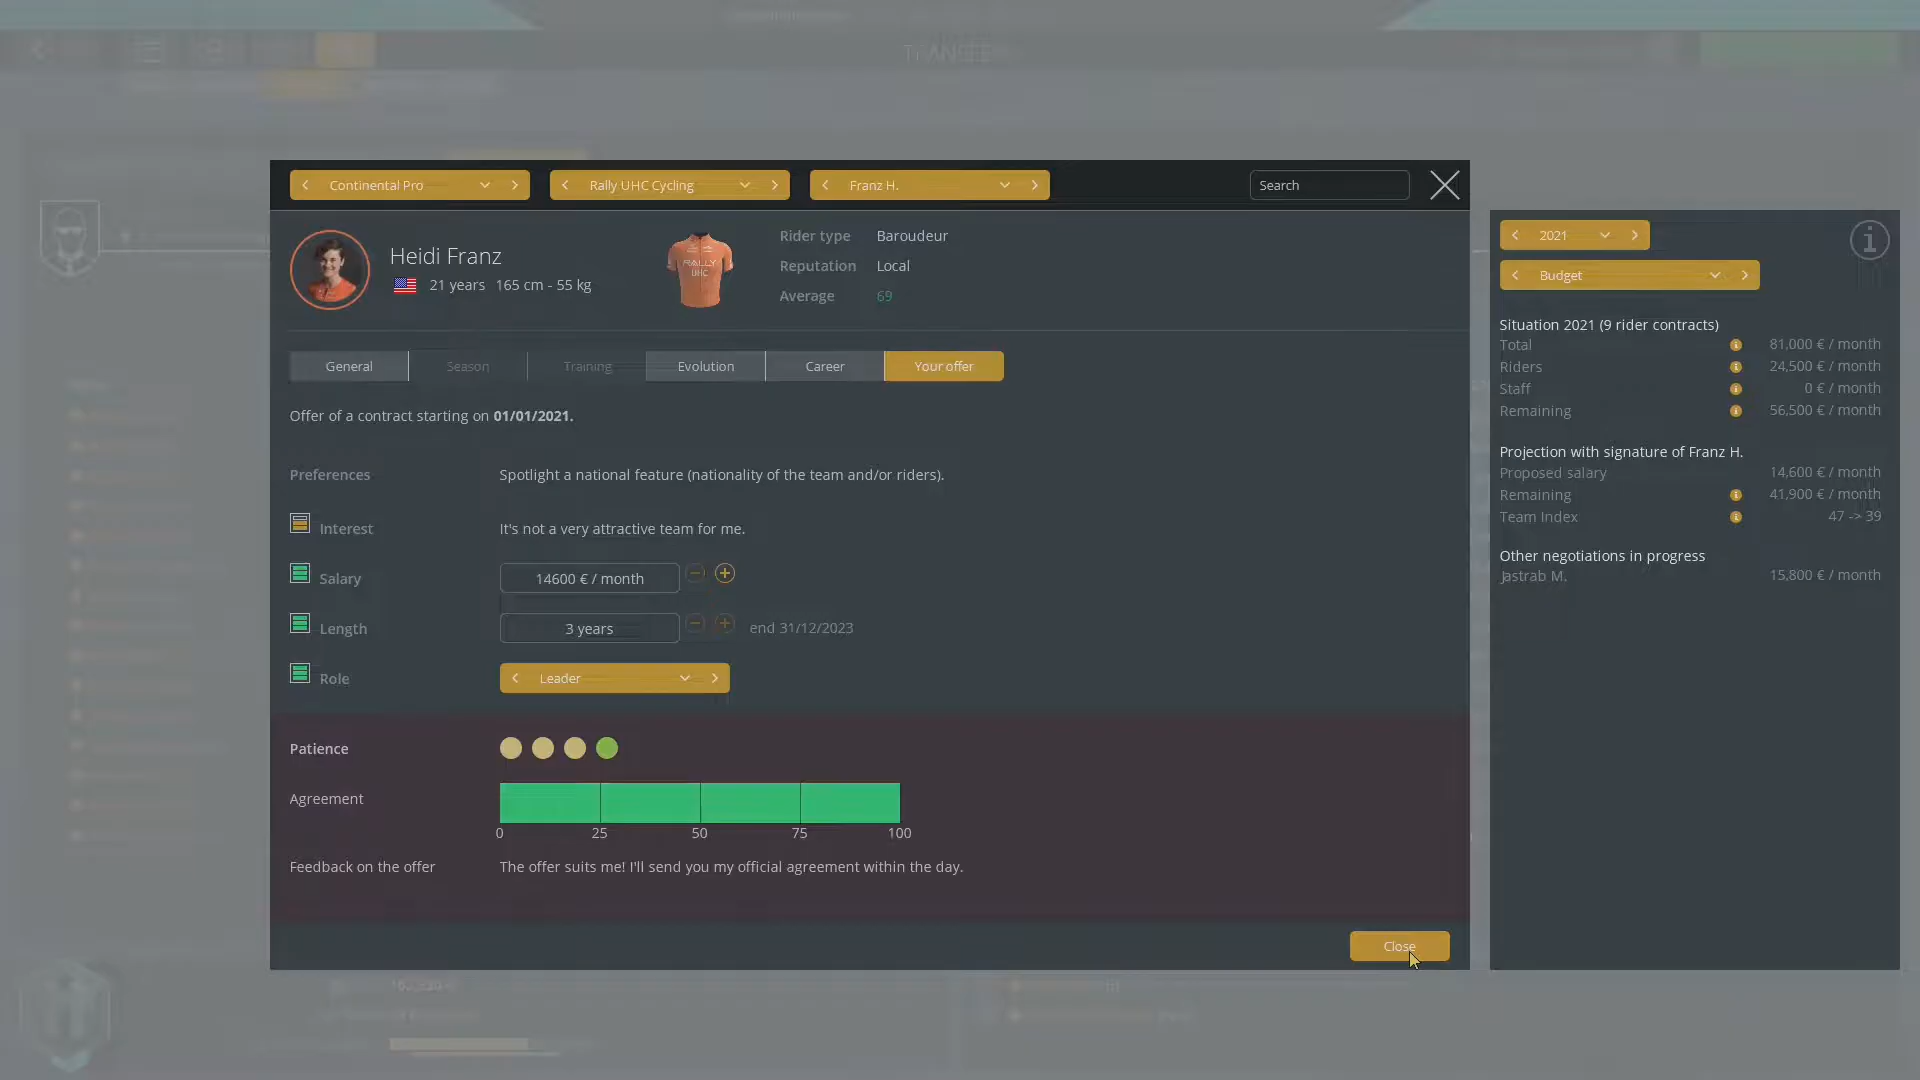 Continental Pro
Rally UHC Cycling
Franz H.
Search
Heidi Franz
21 years 165 cm - 55 kg
RALLY
UHC
Rider type Baroudeur
Reputation Local
Average 69
General
Season
Training
Evolution
Career
Your offer
Offer of a contract starting on 01/01/2021.
Preferences Spotlight a national feature (nationality of the team and/or riders).
Interest It's not a very attractive team for me.
Salary 14600 € / month
Length 3 years end 31/12/2023
Role Leader
Patience
Agreement
0 25 50 75 100
Feedback on the offer The offer suits me! I'll send you my official agreement within the day.
Close
2021
Budget
Situation 2021 (9 rider contracts)
Total 81,000 € / month
Riders 24,500 € / month
Staff 0 € / month
Remaining 56,500 € / month
Projection with signature of Franz H.
Proposed salary 14,600 € / month
Remaining 41,900 € / month
Team Index 47 -> 39
Other negotiations in progress
Jastrab M. 15,800 € / month